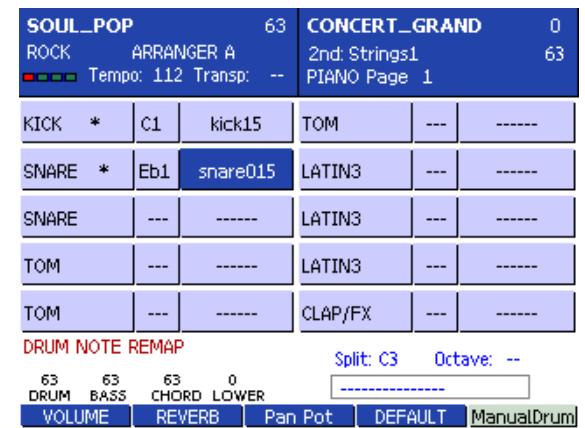 SOUL_POP 63 CONCERT_GRAND 0
ROCK ARRANGER A 2nd: Strings1 63
Tempo: 112 Transp: -- PIANO Page 1
KICK * C1 kick15 TOM --- ------
SNARE * Eb1 snare015 LATIN3 --- ------
SNARE --- ------ LATIN3 --- ------
TOM --- ------ LATIN3 --- ------
TOM --- ------ CLAP/FX --- ------
DRUM NOTE REMAP
Split: C3 Octave: --
63 63 63 0
DRUM BASS CHORD LOWER
---------------
VOLUME REVERB Pan Pot DEFAULT ManualDrum